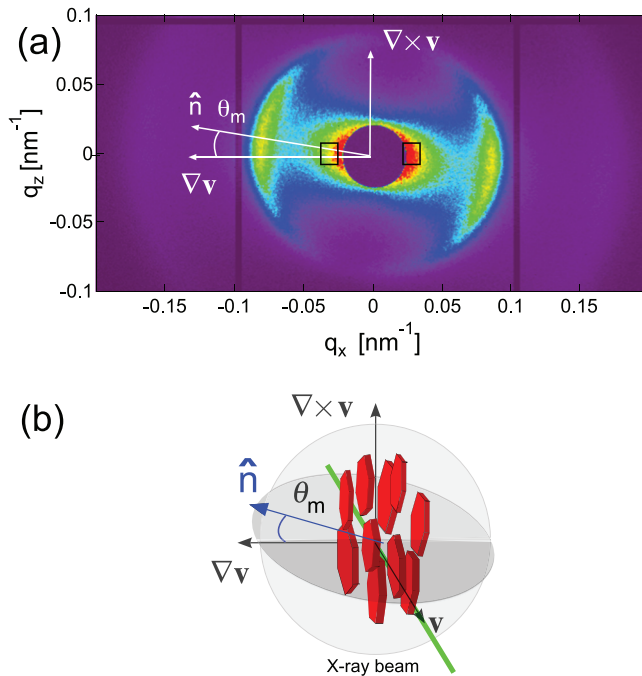 (a)
0.1
0.05
0
-0.05
-0.1
q_z [nm⁻¹]
∇×v
n̂
θ_m
∇v
-0.15
-0.1
-0.05
0
0.05
0.1
0.15
q_x [nm⁻¹]
(b)
∇×v
n̂
θ_m
∇v
v
X-ray beam